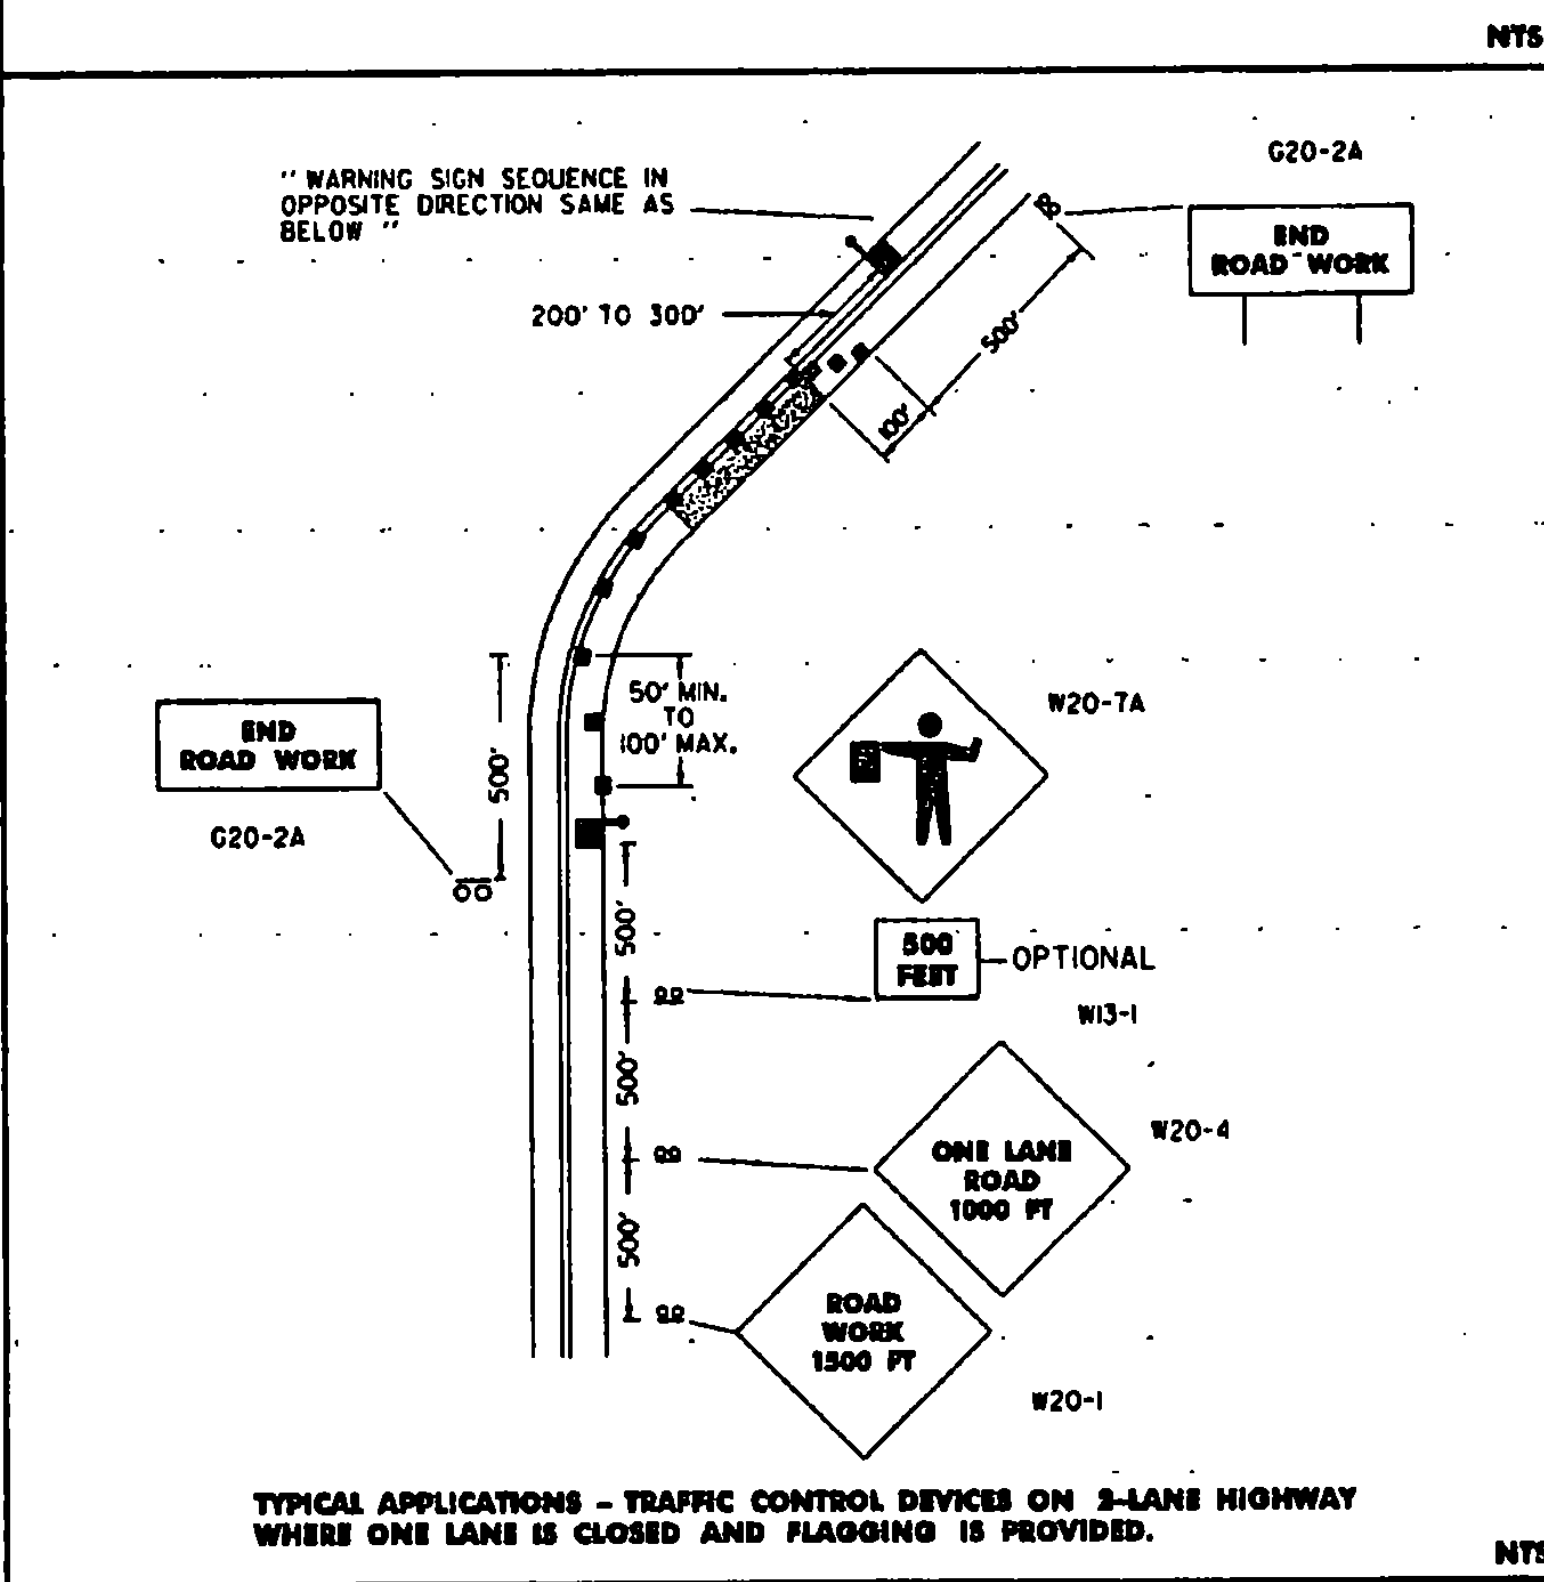 NTS
G20-2A
" WARNING SIGN SEQUENCE IN
OPPOSITE DIRECTION SAME AS
BELOW "
END
ROAD WORK
200' TO 300'
500'
100'
50' MIN.
TO
100' MAX.
W20-7A
END
ROAD WORK
500'
G20-2A
500'
500
FEET
OPTIONAL
W13-1
500'
W20-4
ONE LANE
ROAD
1000 FT
500'
ROAD
WORK
1500 FT
W20-1
TYPICAL APPLICATIONS - TRAFFIC CONTROL DEVICES ON 2-LANE HIGHWAY
WHERE ONE LANE IS CLOSED AND FLAGGING IS PROVIDED.
NTS